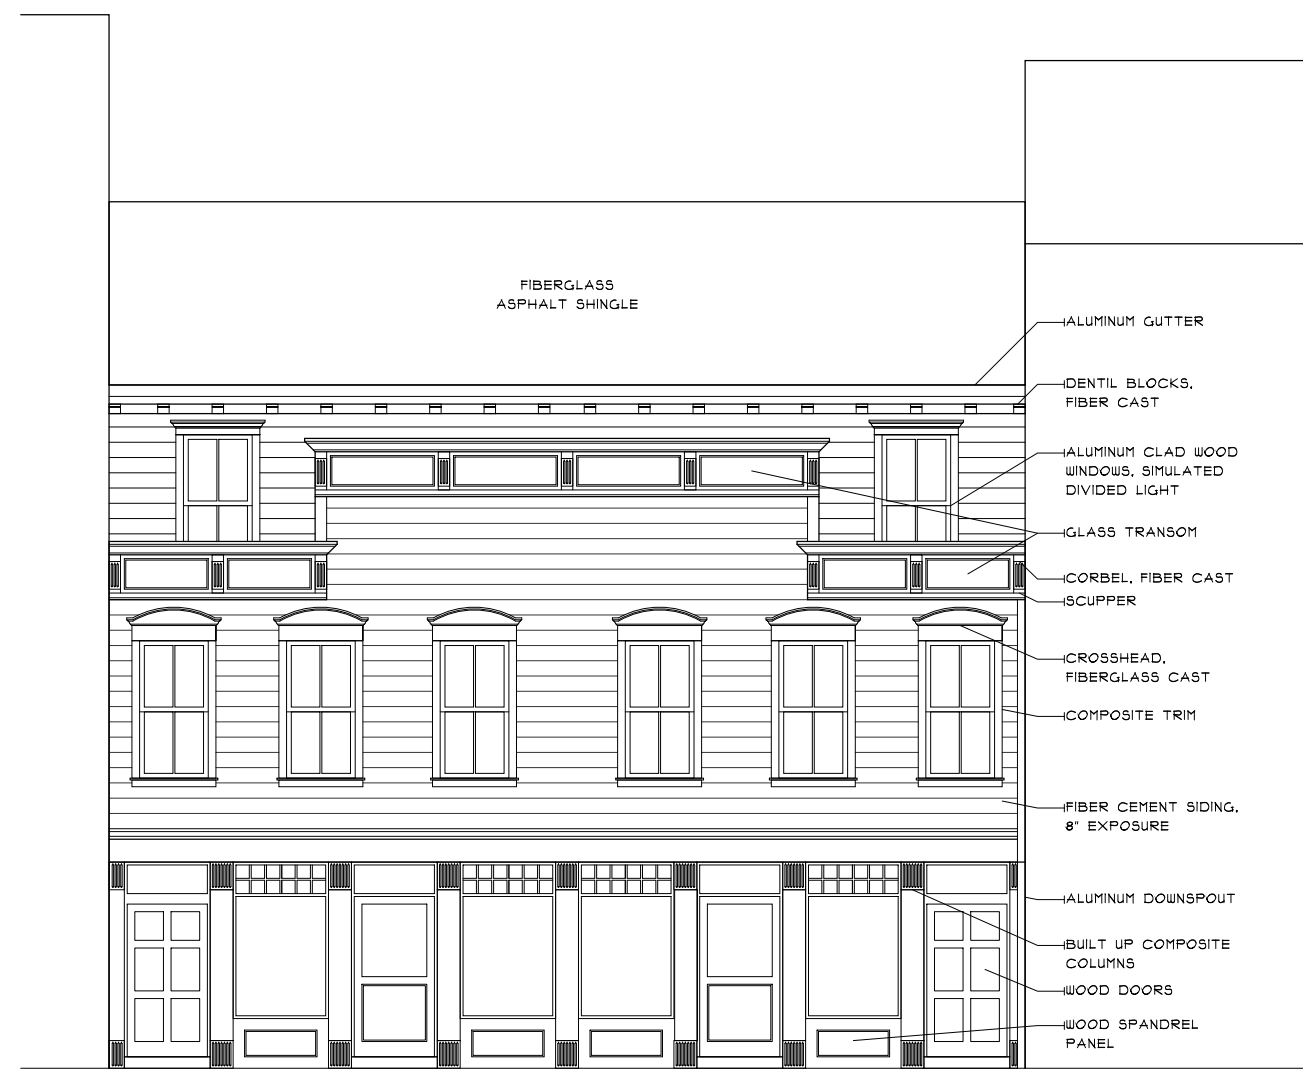 FIBERGLASS
ASPHALT SHINGLE
ALUMINUM GUTTER
DENTIL BLOCKS,
FIBER CAST
ALUMINUM CLAD WOOD
WINDOWS, SIMULATED
DIVIDED LIGHT
GLASS TRANSOM
CORBEL, FIBER CAST
SCUPPER
CROSSHEAD,
FIBERGLASS CAST
COMPOSITE TRIM
FIBER CEMENT SIDING,
8" EXPOSURE
ALUMINUM DOWNSPOUT
BUILT UP COMPOSITE
COLUMNS
WOOD DOORS
WOOD SPANDREL
PANEL